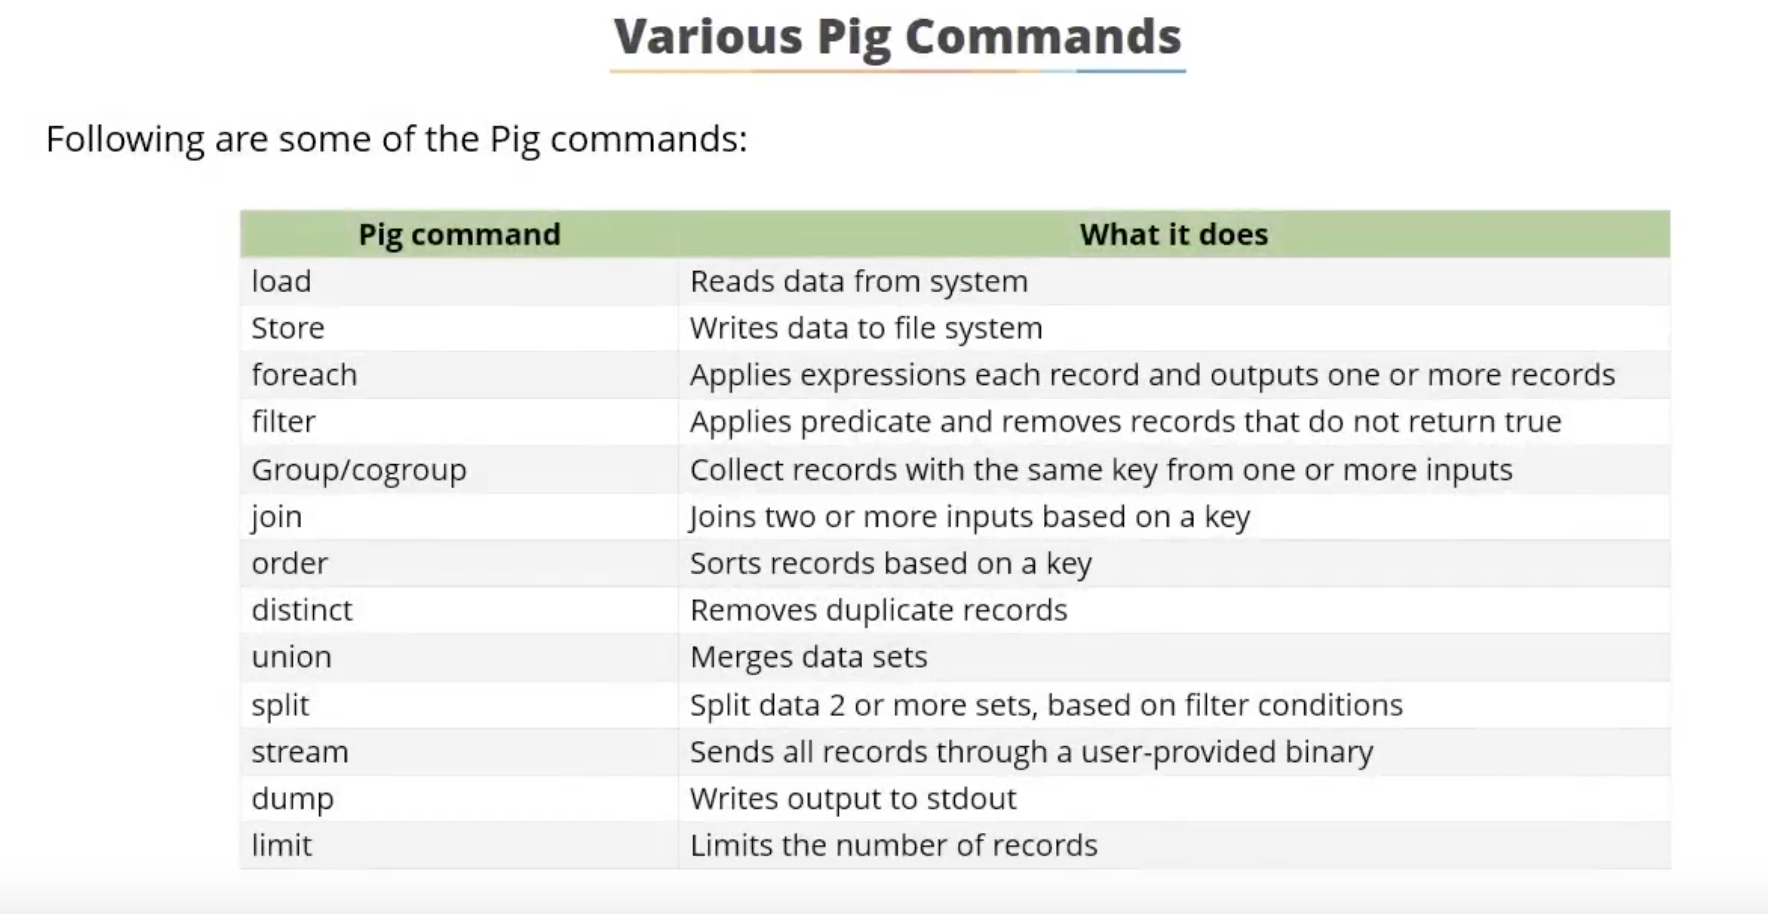 Various Pig Commands
Following are some of the Pig commands:
Pig command What it does
load Reads data from system
Store Writes data to file system
foreach Applies expressions each record and outputs one or more records
filter Applies predicate and removes records that do not return true
Group/cogroup Collect records with the same key from one or more inputs
join Joins two or more inputs based on a key
order Sorts records based on a key
distinct Removes duplicate records
union Merges data sets
split Split data 2 or more sets, based on filter conditions
stream Sends all records through a user-provided binary
dump Writes output to stdout
limit Limits the number of records